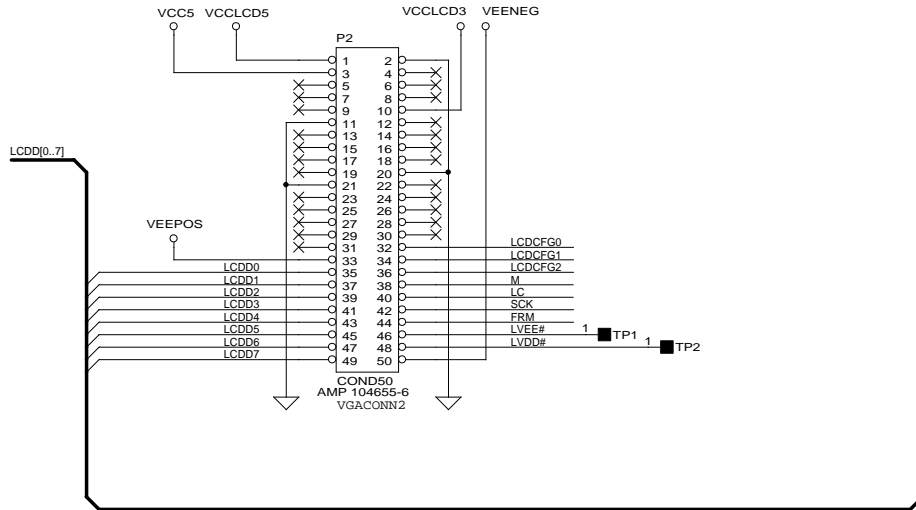 VCC5 VCCLCD5 VCCLCD3 VEENEG
P2
1 2
3 4
5 6
7 8
9 10
11 12
13 14
15 16
LCDD[0..7]
17 18
19 20
21 22
23 24
25 26
VEEPOS
27 28
29 30
31 32 LCDCFG0
33 34 LCDCFG1
LCDD0 35 36 LCDCFG2
LCDD1 37 38 M
LCDD2 39 40 LC
LCDD3 41 42 SCK
LCDD4 43 44 FRM
LCDD5 45 46 LVEE# 1 TP1
LCDD6 47 48 LVDD# 1 TP2
LCDD7 49 50
COND50
AMP 104655-6
VGACONN2